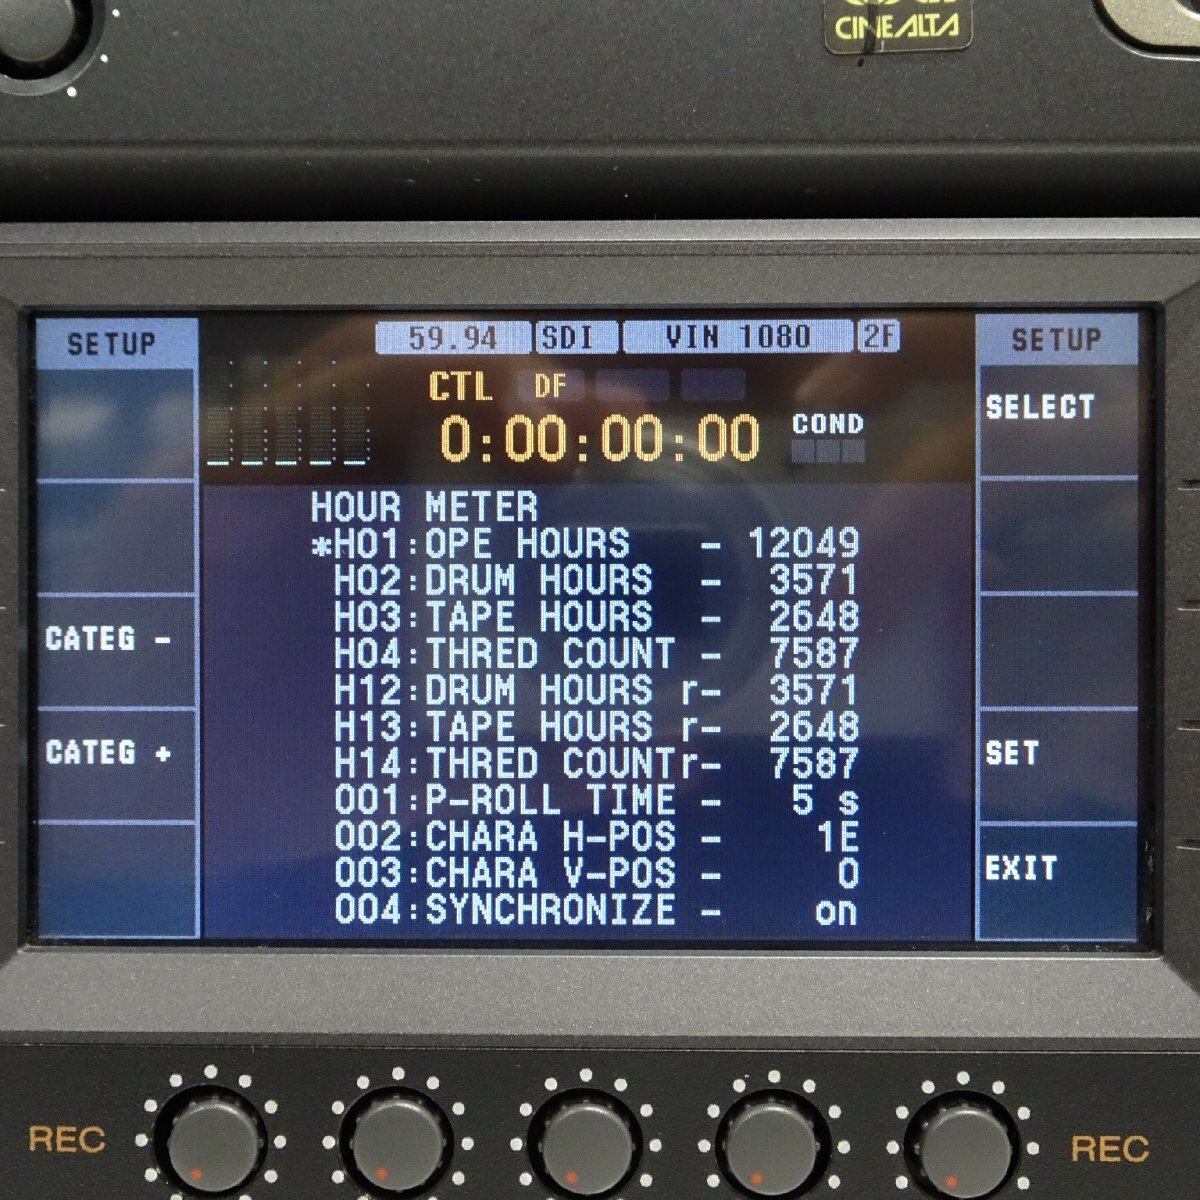 CINEALTA
SETUP
59.94 SDI VIN 1080 2F
SETUP
CTL DF
0:00:00:00
COND
SELECT
CATEG -
CATEG +
SET
EXIT
HOUR METER
*H01:OPE HOURS - 12049
H02:DRUM HOURS - 3571
H03:TAPE HOURS - 2648
H04:THRED COUNT - 7587
H12:DRUM HOURS r- 3571
H13:TAPE HOURS r- 2648
H14:THRED COUNTr- 7587
001:P-ROLL TIME - 5 s
002:CHARA H-POS - 1E
003:CHARA V-POS - 0
004:SYNCHRONIZE - on
REC
REC